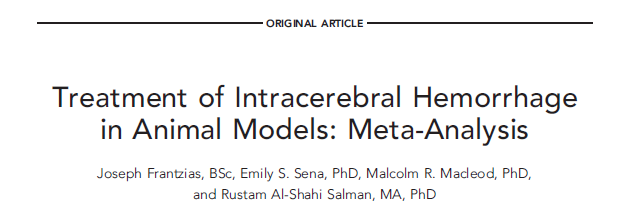 ORIGINAL ARTICLE
Treatment of Intracerebral Hemorrhage
in Animal Models: Meta-Analysis
Joseph Frantzias, BSc, Emily S. Sena, PhD, Malcolm R. Macleod, PhD,
and Rustam Al-Shahi Salman, MA, PhD